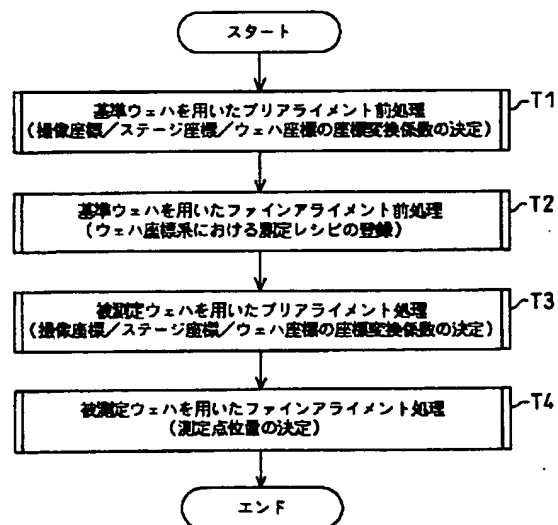 スタート
基準ウェハを用いたプリアライメント前処理
(撮像座標/ステージ座標/ウェハ座標の座標変換係数の決定)
T1
基準ウェハを用いたファインアライメント前処理
(ウェハ座標系における測定レシピの登録)
T2
被測定ウェハを用いたプリアライメント処理
(撮像座標/ステージ座標/ウェハ座標の座標変換係数の決定)
T3
被測定ウェハを用いたファインアライメント処理
(測定点位置の決定)
T4
エンド